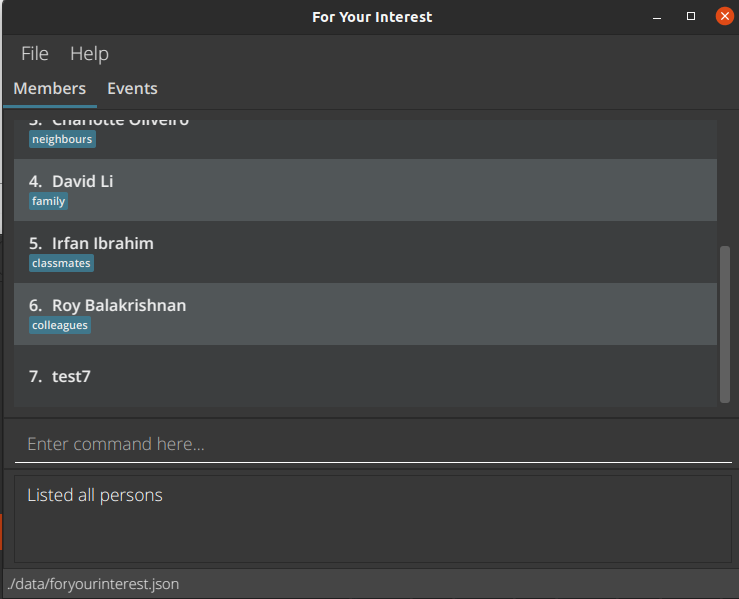 For Your Interest
File Help
Members Events
3. Charlotte Oliveiro
neighbours
4. David Li
family
5. Irfan Ibrahim
classmates
6. Roy Balakrishnan
colleagues
7. test7
Enter command here...
Listed all persons
./data/foryourinterest.json